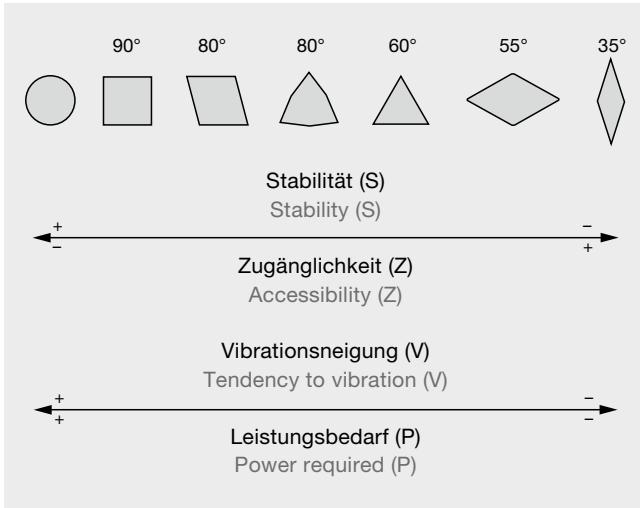 90° 80° 80° 60° 55° 35°
Stabilität (S)
Stability (S)
+ −
− +
Zugänglichkeit (Z)
Accessibility (Z)
Vibrationsneigung (V)
Tendency to vibration (V)
+ −
+ −
Leistungsbedarf (P)
Power required (P)